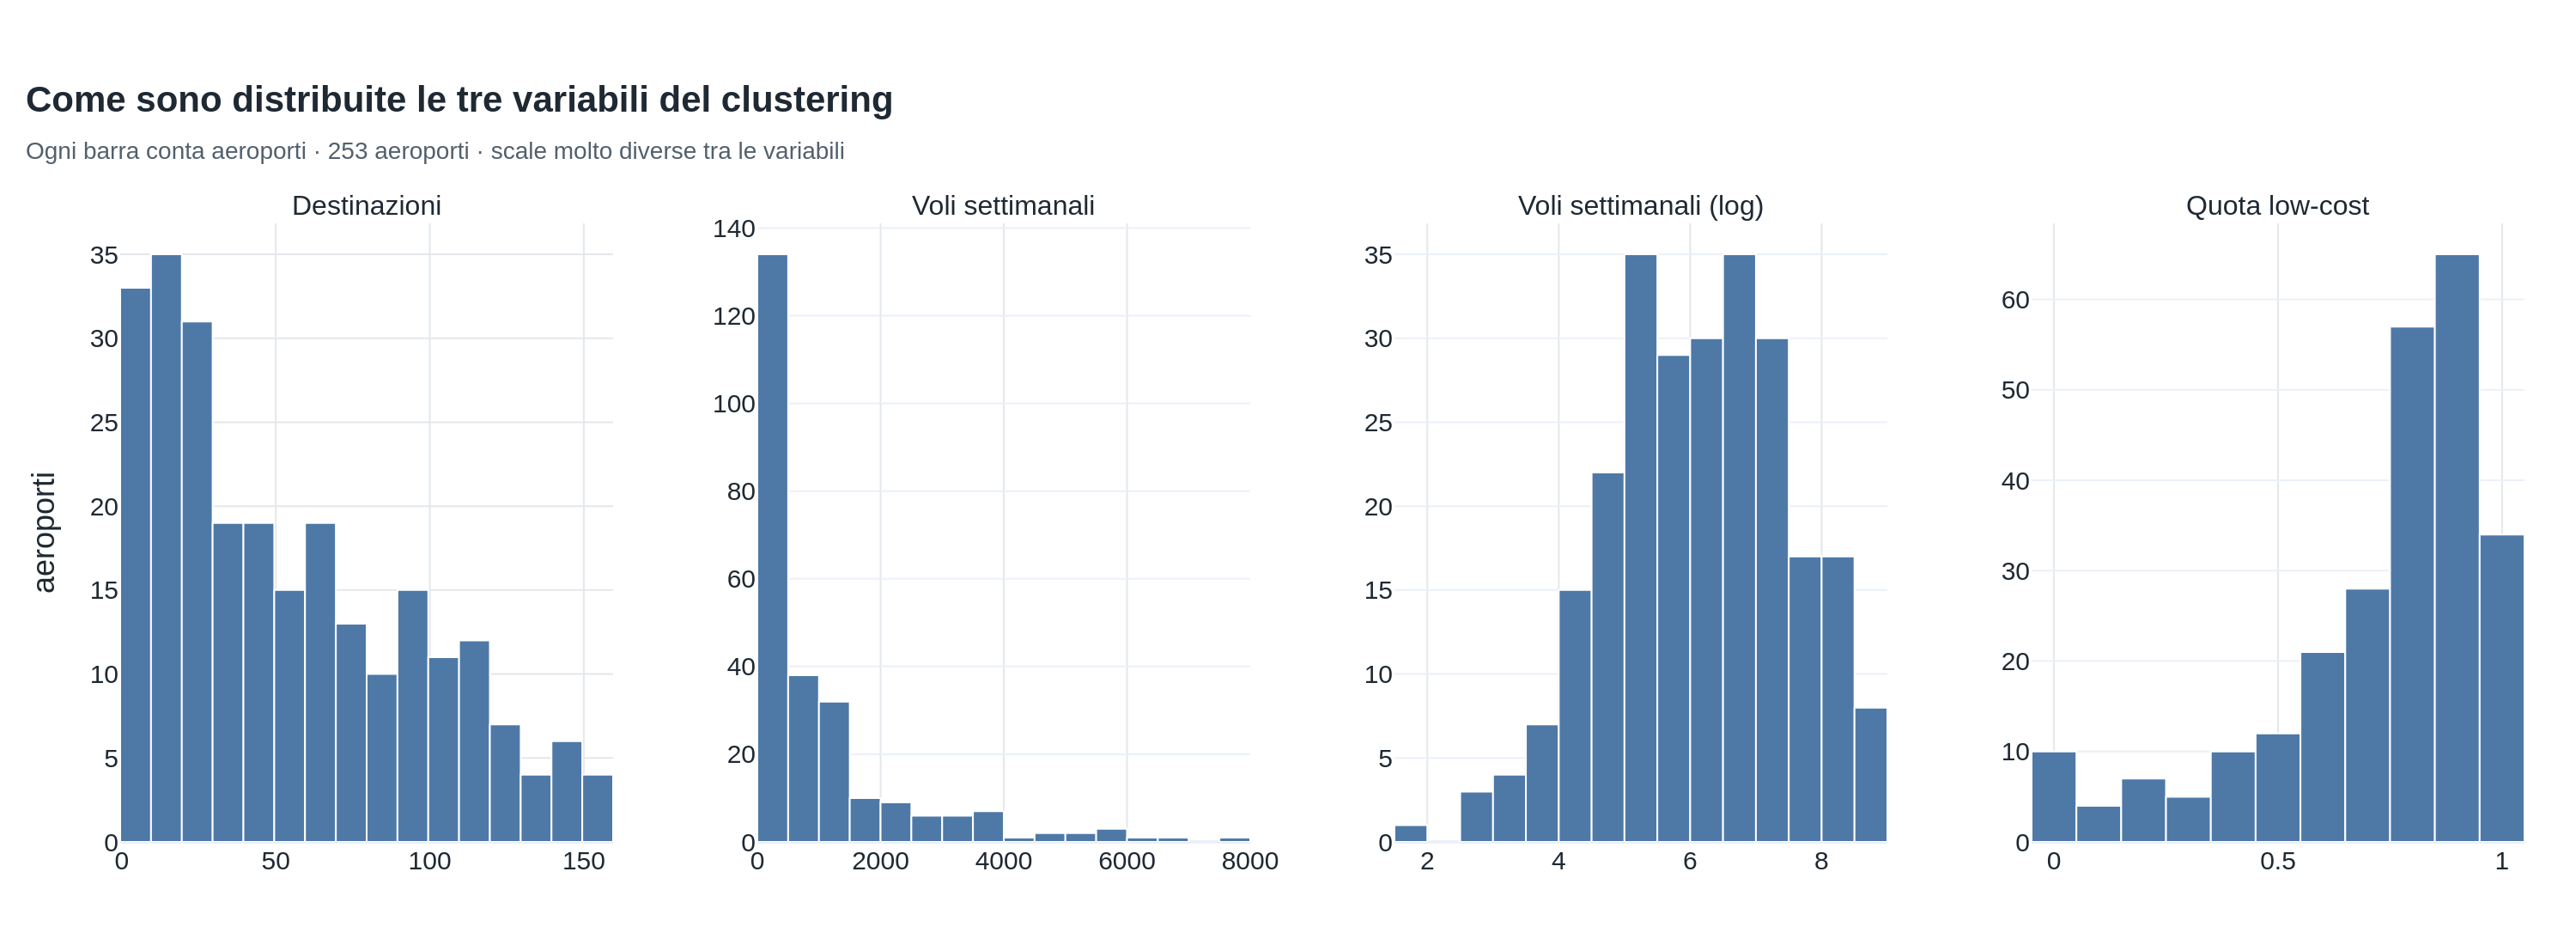 Come sono distribuite le tre variabili del clustering
Ogni barra conta aeroporti · 253 aeroporti · scale molto diverse tra le variabili
Destinazioni
35
30
25
20
15
10
5
0
0 50 100 150
aeroporti
Voli settimanali
140
120
100
80
60
40
20
0
0 2000 4000 6000 8000
Voli settimanali (log)
35
30
25
20
15
10
5
0
2 4 6 8
Quota low-cost
60
50
40
30
20
10
0
0 0.5 1